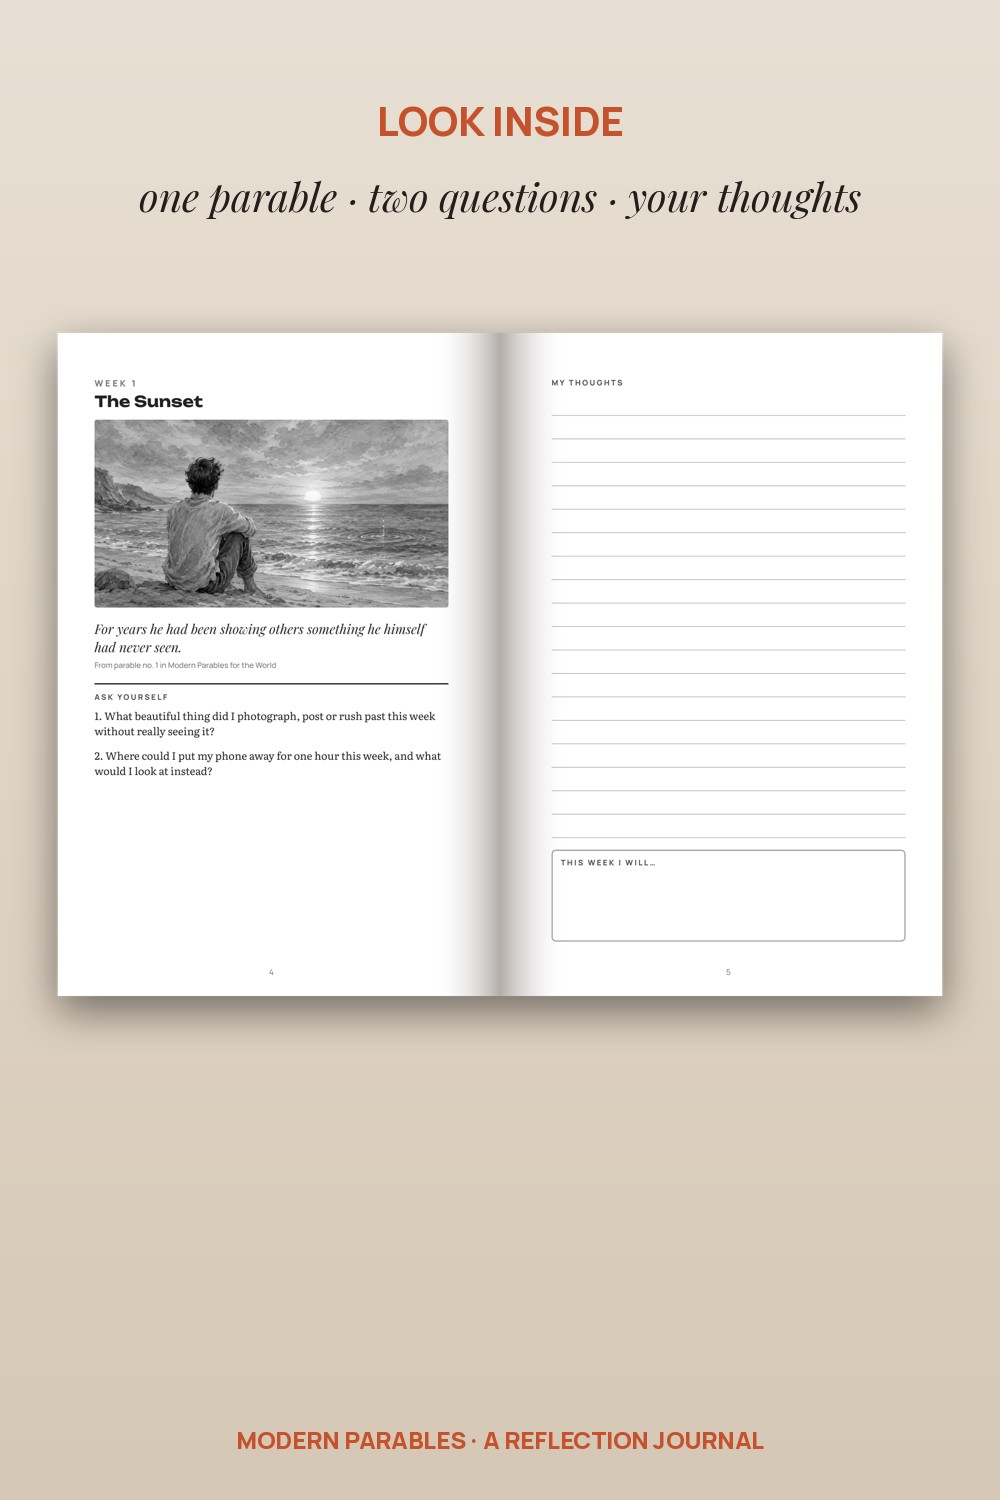 LOOK INSIDE
one parable · two questions · your thoughts
WEEK 1
The Sunset
For years he had been showing others something he himself
had never seen.
From parable no. 1 in Modern Parables for the World
ASK YOURSELF
1. What beautiful thing did I photograph, post or rush past this week
without really seeing it?
2. Where could I put my phone away for one hour this week, and what
would I look at instead?
4
MY THOUGHTS
THIS WEEK I WILL…
5
MODERN PARABLES · A REFLECTION JOURNAL